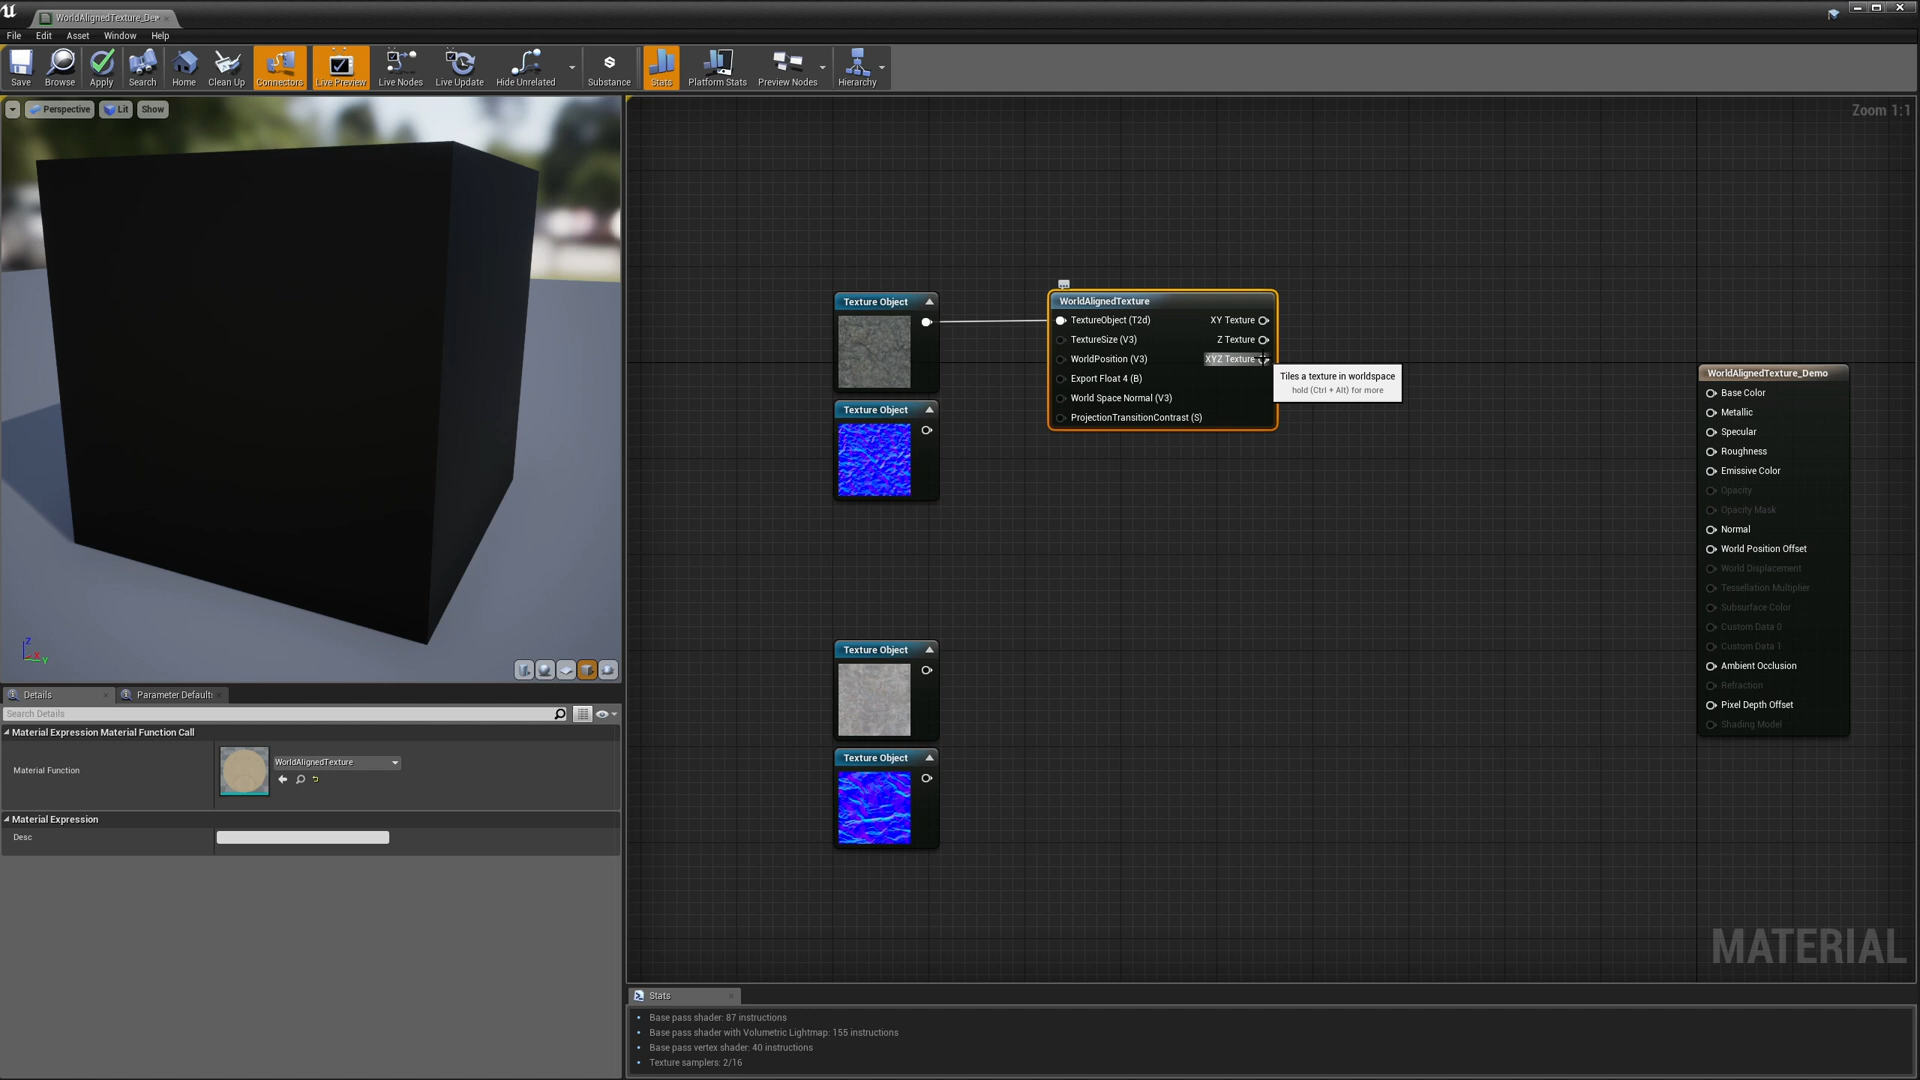 WorldAlignedTexture_De
File Edit Asset Window Help
Save Browse Apply Search Home Clean Up Connectors Live Preview Live Nodes Live Update Hide Unrelated Substance Stats Platform Stats Preview Nodes Hierarchy
Perspective Lit Show
Zoom 1:1
Texture Object
WorldAlignedTexture
TextureObject (T2d) XY Texture
TextureSize (V3) Z Texture
WorldPosition (V3) XYZ Texture
Export Float 4 (B)
World Space Normal (V3)
ProjectionTransitionContrast (S)
Tiles a texture in worldspace
hold (Ctrl + Alt) for more
Texture Object
Texture Object
Texture Object
WorldAlignedTexture_Demo
Base Color
Metallic
Specular
Roughness
Emissive Color
Opacity
Opacity Mask
Normal
World Position Offset
World Displacement
Tessellation Multiplier
Subsurface Color
Custom Data 0
Custom Data 1
Ambient Occlusion
Refraction
Pixel Depth Offset
Shading Model
MATERIAL
Z
X
Y
Details Parameter Default
Search Details
Material Expression Material Function Call
Material Function WorldAlignedTexture
Material Expression
Desc
Stats
Base pass shader: 87 instructions
Base pass shader with Volumetric Lightmap: 155 instructions
Base pass vertex shader: 40 instructions
Texture samplers: 2/16